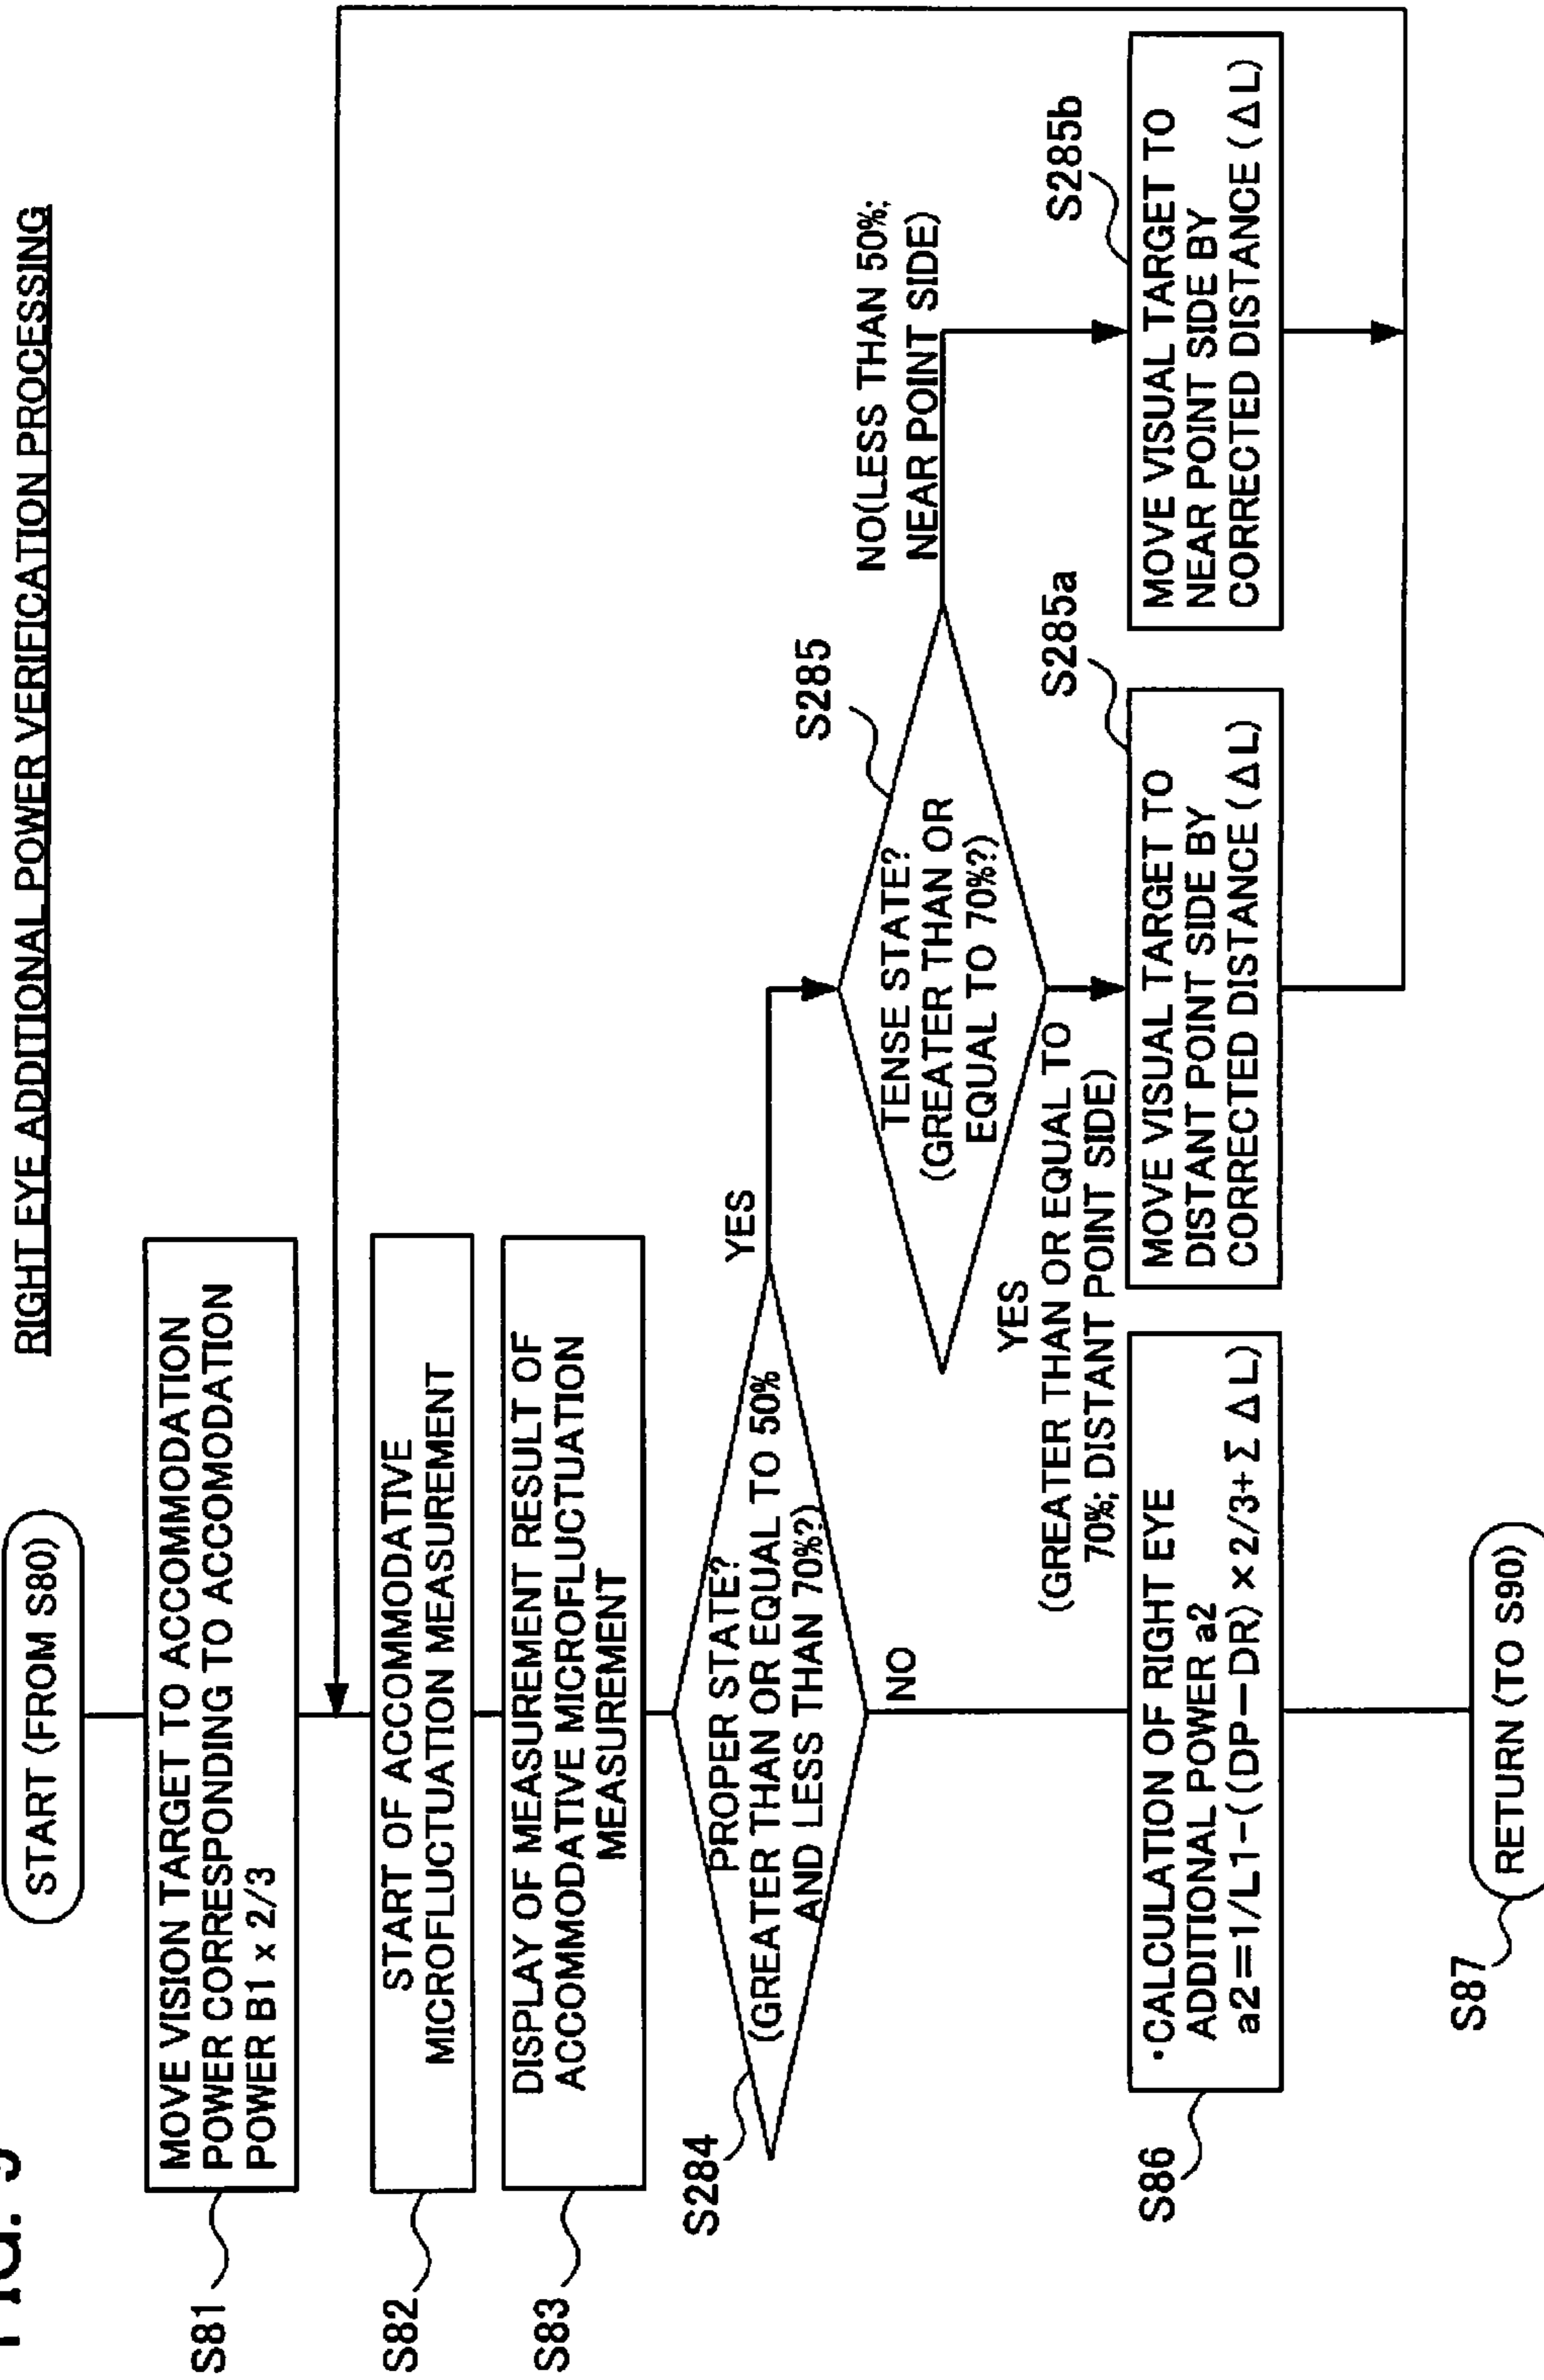 FIG. 9
RIGHT EYE ADDITIONAL POWER VERIFICATION PROCESSING
START (FROM S80)
S81
MOVE VISION TARGET TO ACCOMMODATION
POWER CORRESPONDING TO ACCOMODATION
POWER B1 x 2/3
S82
START OF ACCOMMODATIVE
MICROFLUCTUATION MEASUREMENT
S83
DISPLAY OF MEASUREMENT RESULT OF
ACCOMMODATIVE MICROFLUCTUATION
MEASUREMENT
S284
PROPER STATE?
(GREATER THAN OR EQUAL TO 50%
AND LESS THAN 70%?)
YES
NO
S285
TENSE STATE?
(GREATER THAN OR
EQUAL TO 70%?)
NO(LESS THAN 50%;
NEAR POINT SIDE)
YES
(GREATER THAN OR EQUAL TO
70%; DISTANT POINT SIDE)
S285a
MOVE VISUAL TARGET TO
DISTANT POINT SIDE BY
CORRECTED DISTANCE (ΔL)
S285b
MOVE VISUAL TARGET TO
NEAR POINT SIDE BY
CORRECTED DISTANCE (ΔL)
S86
・CALCULATION OF RIGHT EYE
ADDITIONAL POWER a2
a2=1/L1-((DP-DR)×2/3+Σ ΔL)
S87
RETURN (TO S90)